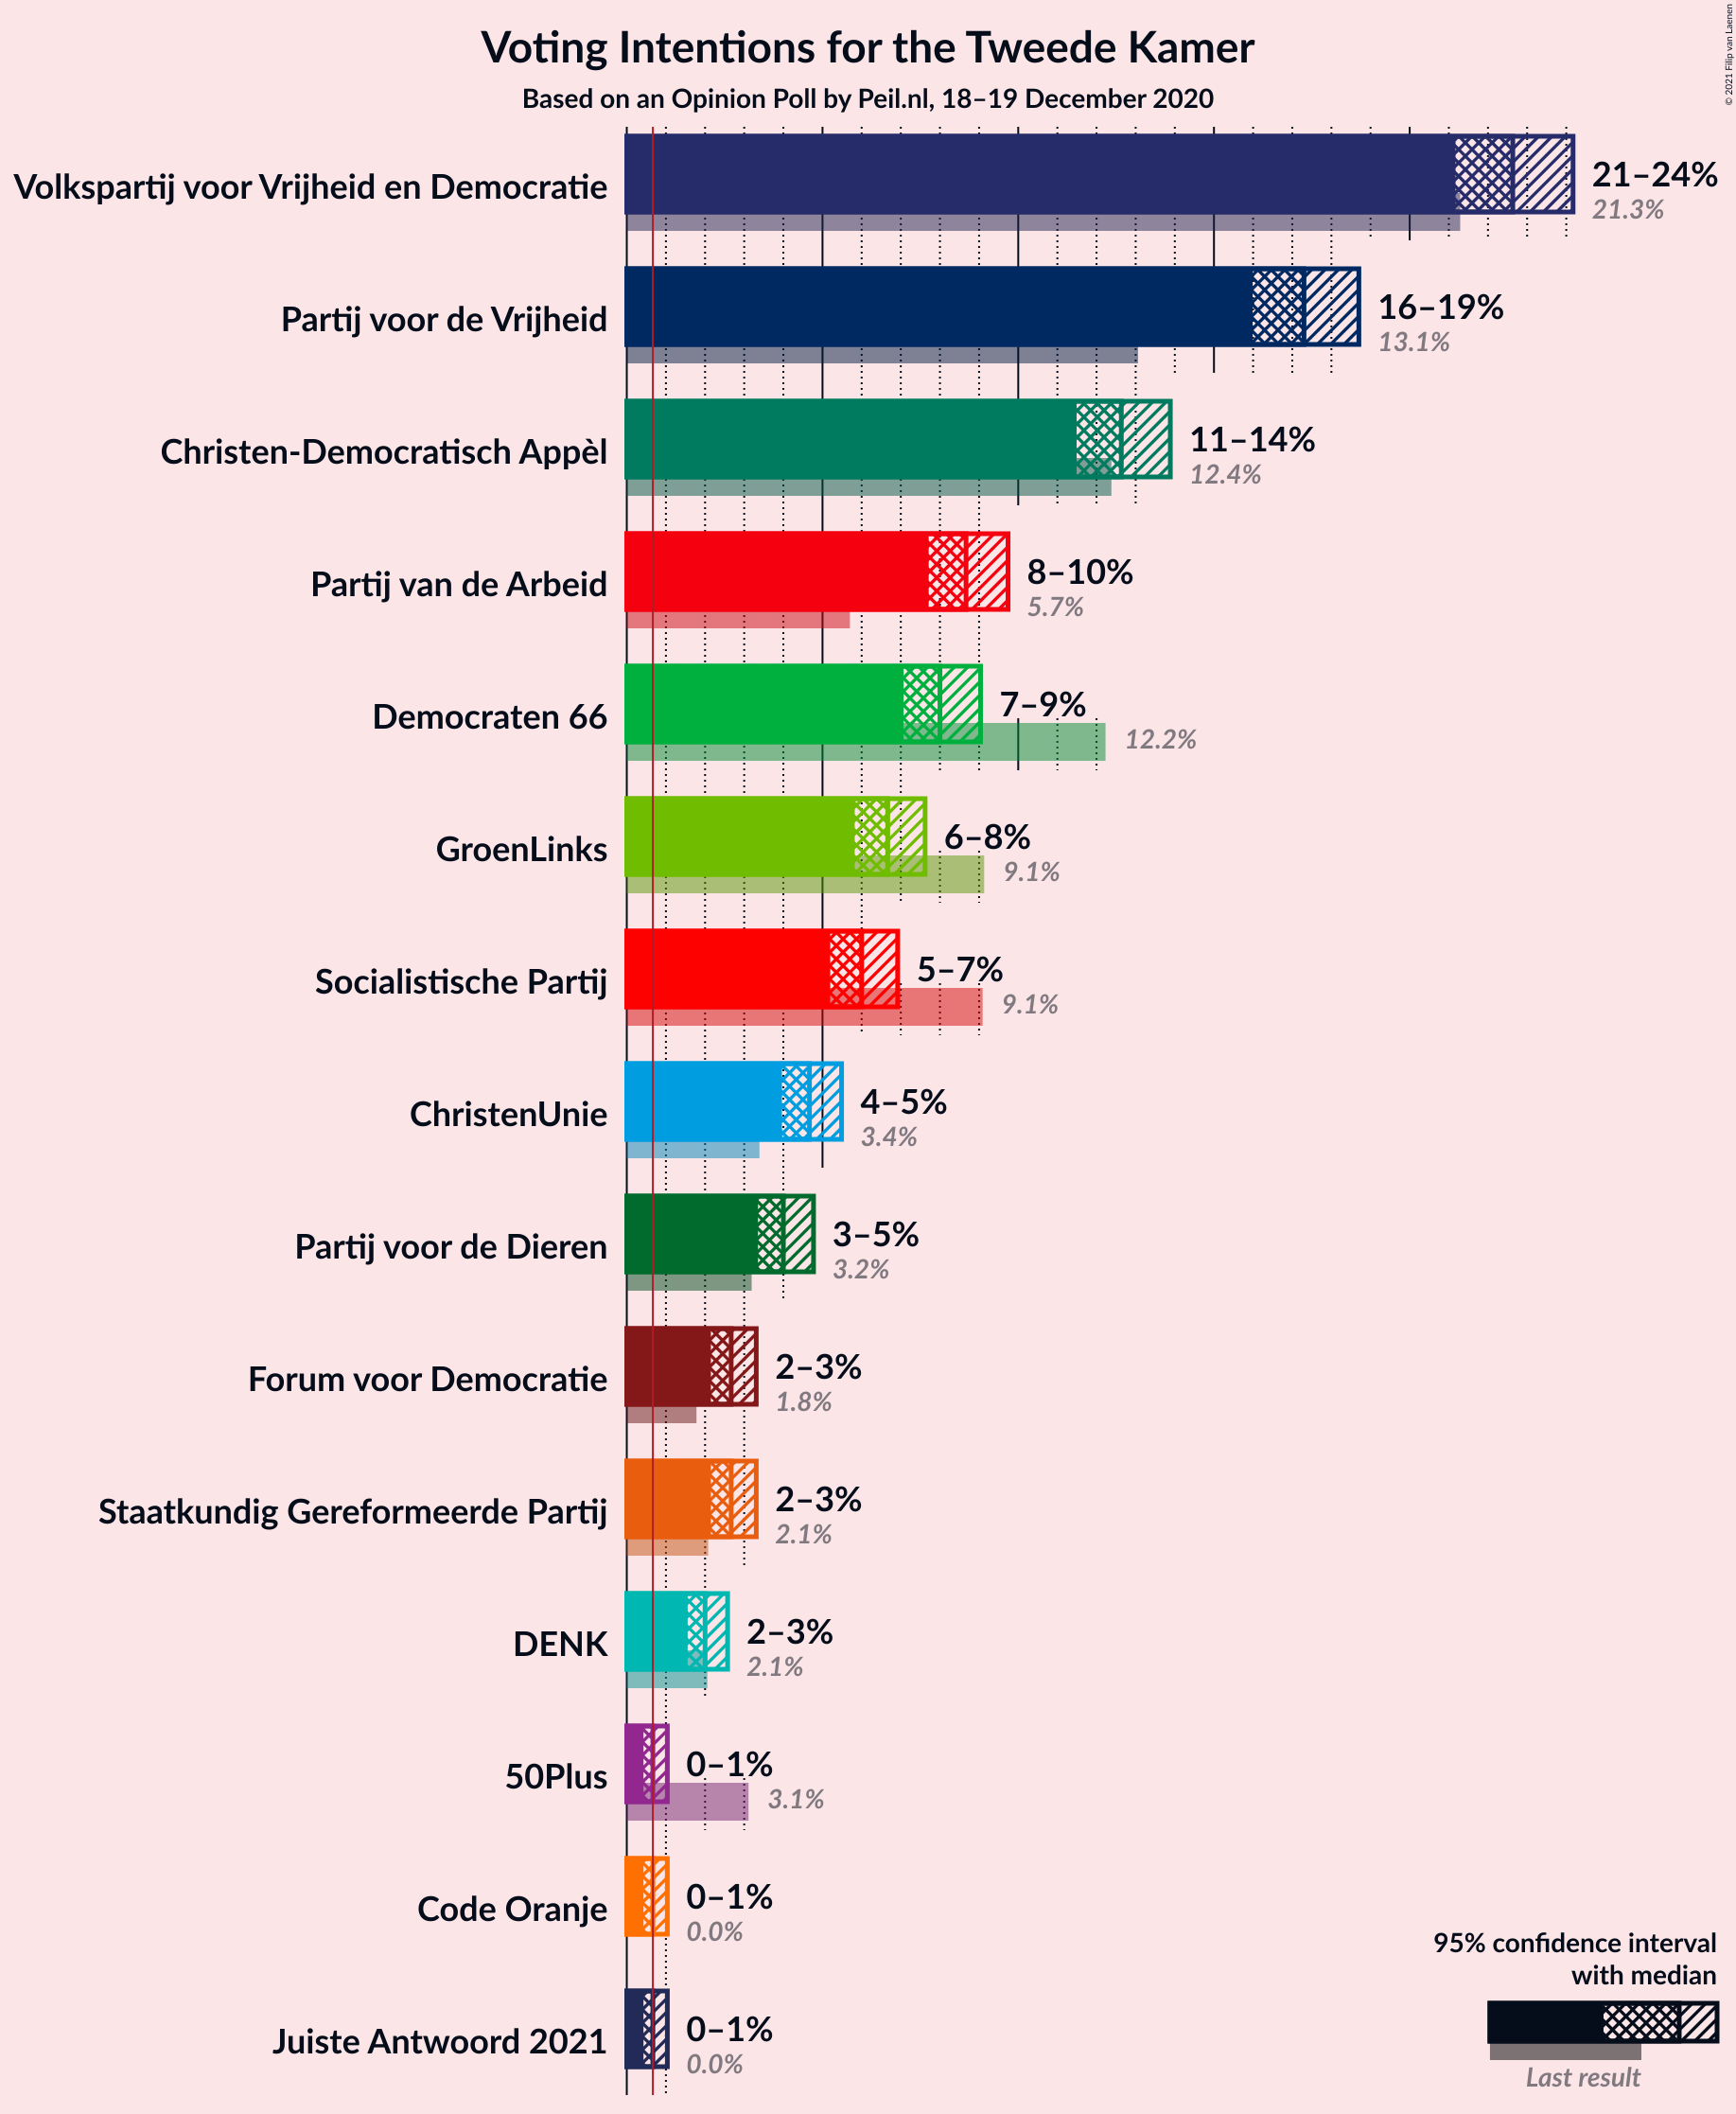 © 2021 Filip van Laenen
Voting Intentions for the Tweede Kamer
Based on an Opinion Poll by Peil.nl, 18–19 December 2020
Volkspartij voor Vrijheid en Democratie
21–24%
21.3%
Partij voor de Vrijheid
16–19%
13.1%
Christen-Democratisch Appèl
11–14%
12.4%
Partij van de Arbeid
8–10%
5.7%
Democraten 66
7–9%
12.2%
GroenLinks
6–8%
9.1%
Socialistische Partij
5–7%
9.1%
ChristenUnie
4–5%
3.4%
Partij voor de Dieren
3–5%
3.2%
Forum voor Democratie
2–3%
1.8%
Staatkundig Gereformeerde Partij
2–3%
2.1%
DENK
2–3%
2.1%
50Plus
0–1%
3.1%
Code Oranje
0–1%
0.0%
Juiste Antwoord 2021
0–1%
0.0%
95% confidence interval
with median
Last result